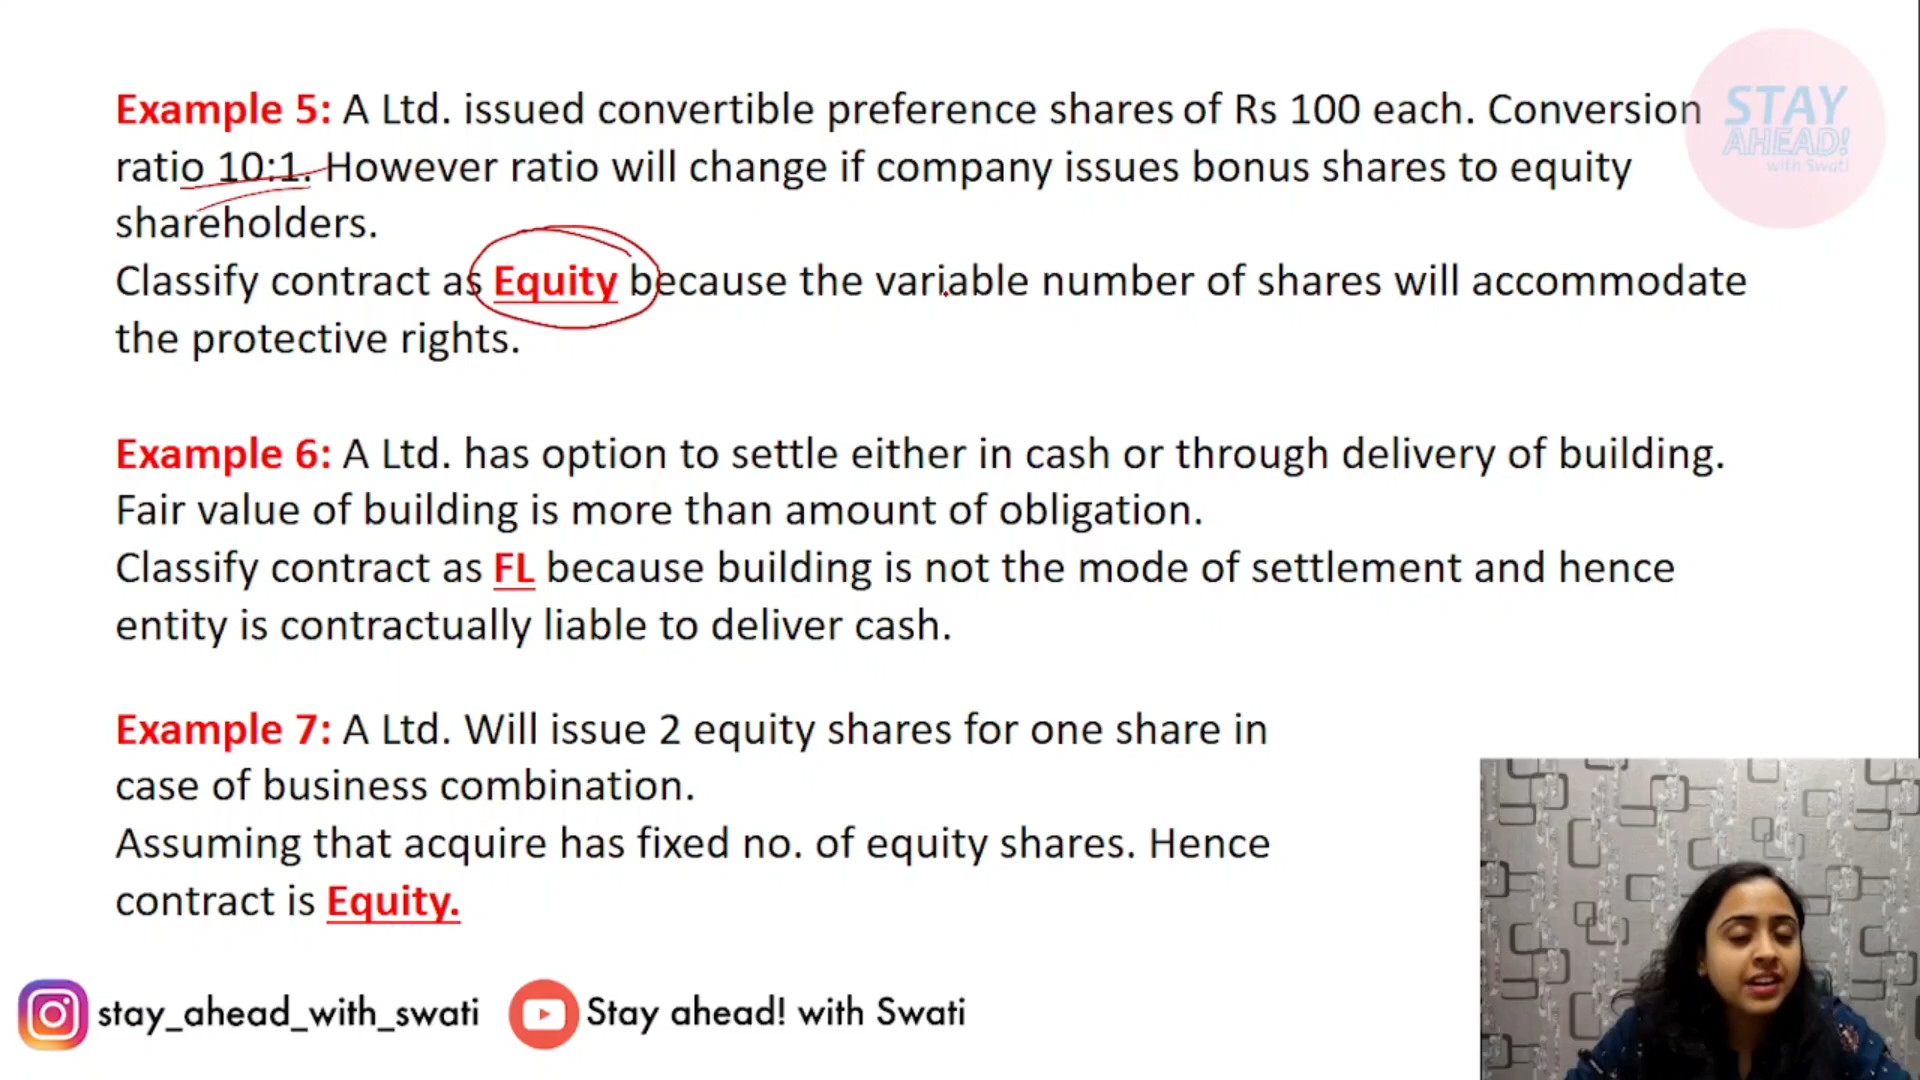 Example 5: A Ltd. issued convertible preference shares of Rs 100 each. Conversion
ratio 10:1. However ratio will change if company issues bonus shares to equity
shareholders.
Classify contract as Equity because the variable number of shares will accommodate
the protective rights.
Example 6: A Ltd. has option to settle either in cash or through delivery of building.
Fair value of building is more than amount of obligation.
Classify contract as FL because building is not the mode of settlement and hence
entity is contractually liable to deliver cash.
Example 7: A Ltd. Will issue 2 equity shares for one share in
case of business combination.
Assuming that acquire has fixed no. of equity shares. Hence
contract is Equity.
STAY
AHEAD!
with Swati
stay_ahead_with_swati
Stay ahead! with Swati